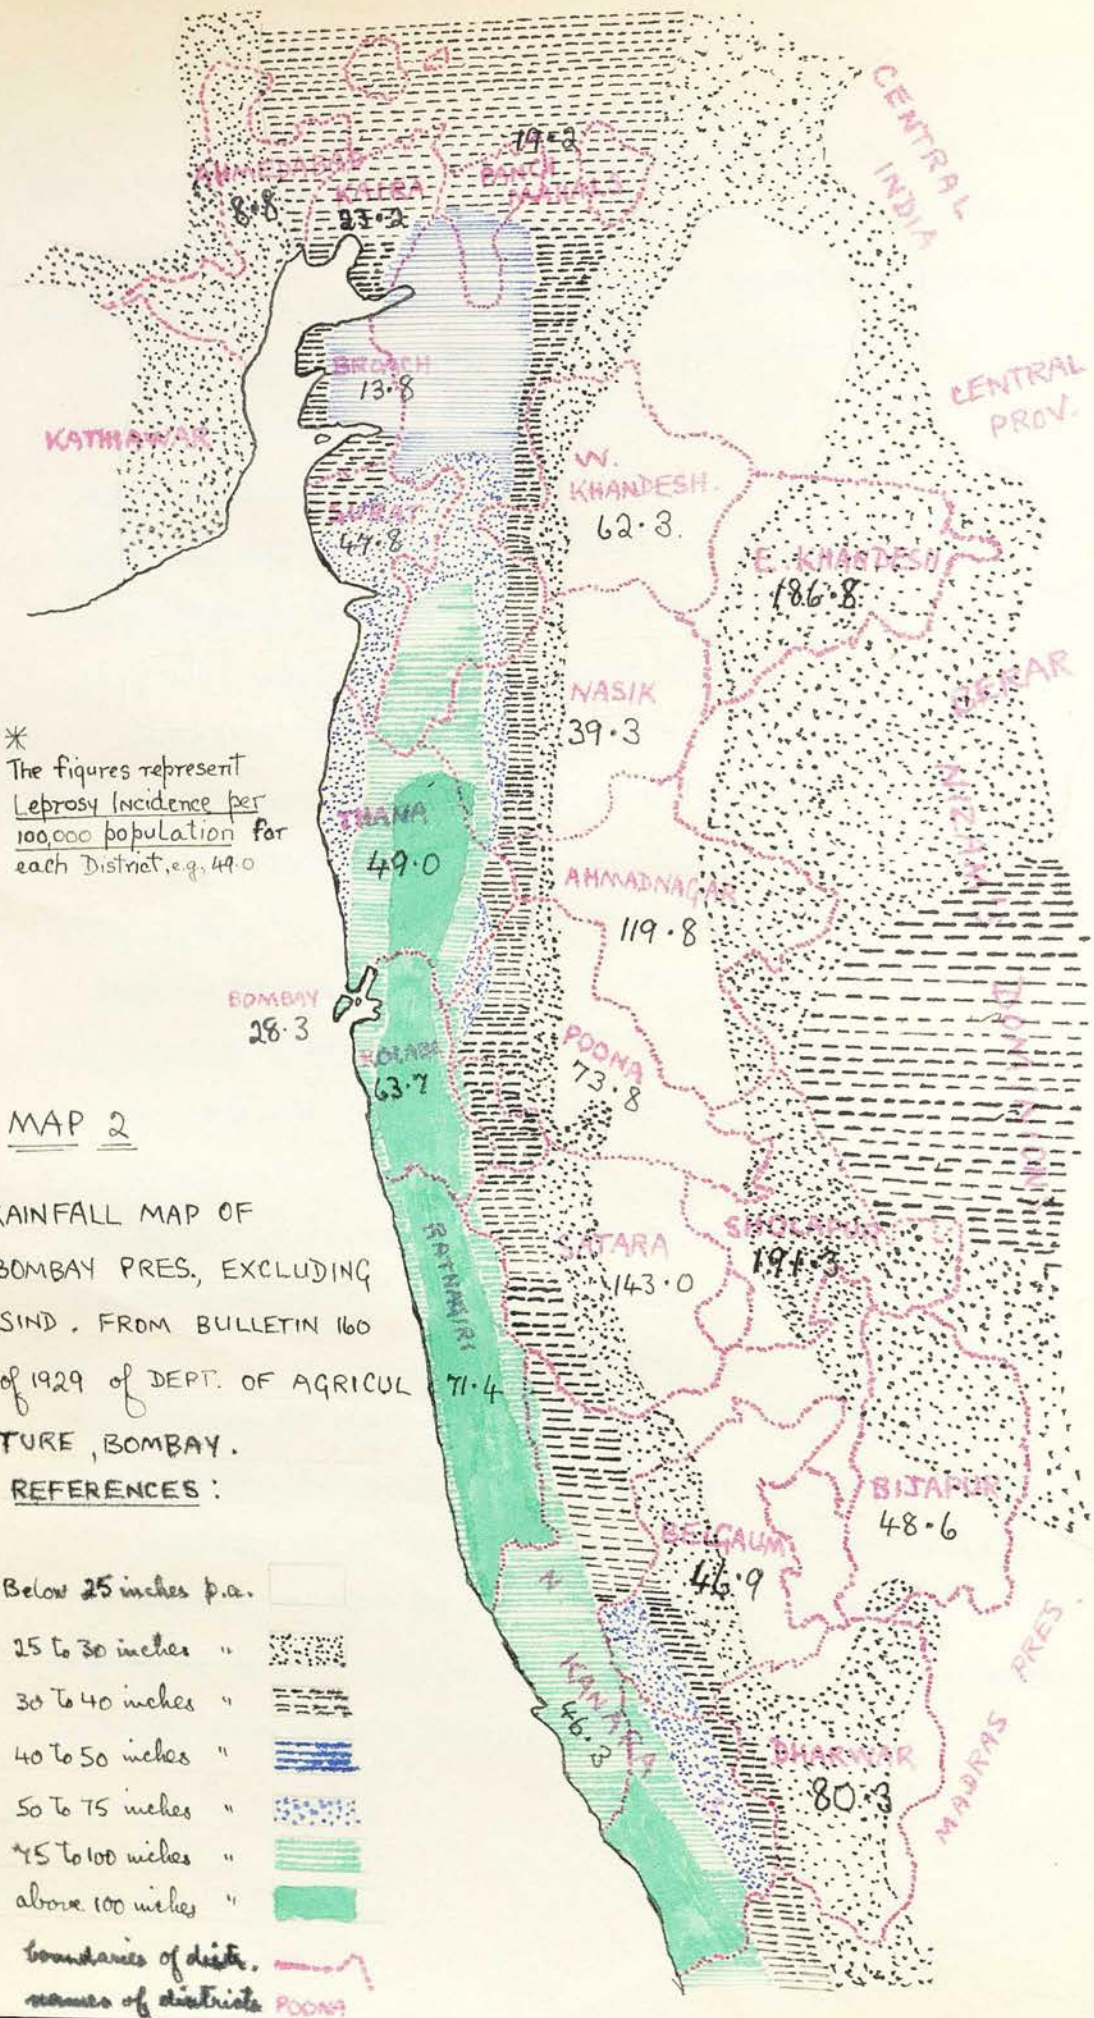 CENTRAL
INDIA
AHMEDABAD
8.8
KAIRA
PANCH
MAHALS
19.2
CENTRAL
PROV.
BROACH
13.8
KATHIAWAR
W.
KHANDESH.
62.3.
SURAT
47.8
E. KHANDESH
186.8
BERAR
NASIK
39.3
*
The figures represent
Leprosy Incidence per
100,000 population for
each District, e.g, 49.0
THANA
49.0
NIZAM'S
DOMINIONS
AHMADNAGAR
119.8
BOMBAY
28.3
KOLABA
63.7
POONA
73.8
MAP 2
RAINFALL MAP OF
BOMBAY PRES., EXCLUDING
SIND. FROM BULLETIN 160
of 1929 of DEPT. OF AGRICUL
TURE, BOMBAY.
RATNAGIRI
71.4
SATARA
143.0
SHOLAPUR
191.3
REFERENCES:
BIJAPUR
48.6
BELGAUM
46.9
Below 25 inches p.a.
25 to 30 inches "
30 to 40 inches "
40 to 50 inches "
50 to 75 inches "
75 to 100 inches "
above 100 inches "
boundaries of distr.
names of districts POONA
N
KANARA
46.3
DHARWAR
80.3
MADRAS PRES.